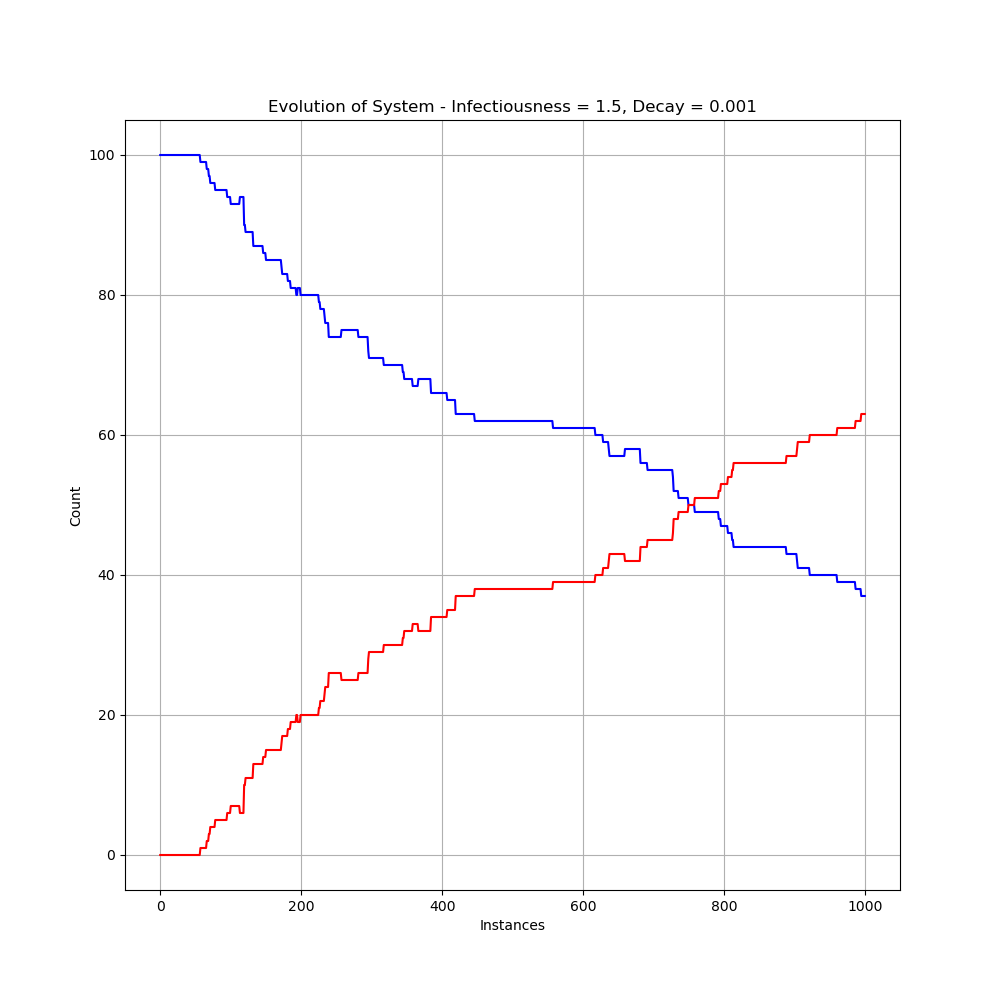 Evolution of System - Infectiousness = 1.5, Decay = 0.001
100
80
60
40
20
0
Count
0 200 400 600 800 1000
Instances